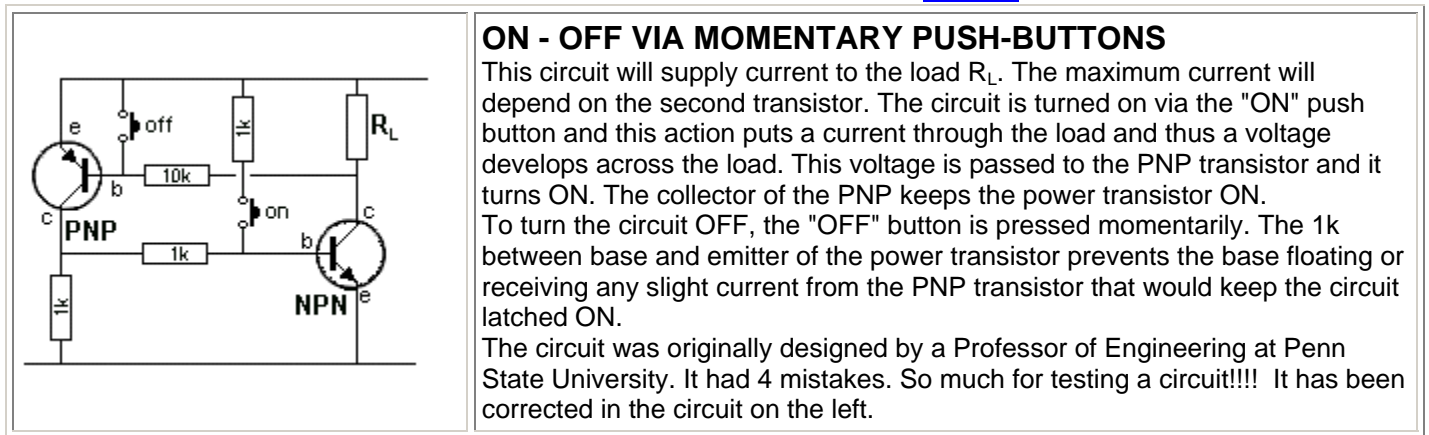 ON - OFF VIA MOMENTARY PUSH-BUTTONS
This circuit will supply current to the load RL. The maximum current will
depend on the second transistor. The circuit is turned on via the "ON" push
button and this action puts a current through the load and thus a voltage
develops across the load. This voltage is passed to the PNP transistor and it
turns ON. The collector of the PNP keeps the power transistor ON.
To turn the circuit OFF, the "OFF" button is pressed momentarily. The 1k
between base and emitter of the power transistor prevents the base floating or
receiving any slight current from the PNP transistor that would keep the circuit
latched ON.
The circuit was originally designed by a Professor of Engineering at Penn
State University. It had 4 mistakes. So much for testing a circuit!!!! It has been
corrected in the circuit on the left.
e
off
1k
RL
b
10k
c
PNP
on
c
1k
b
1k
NPN
e